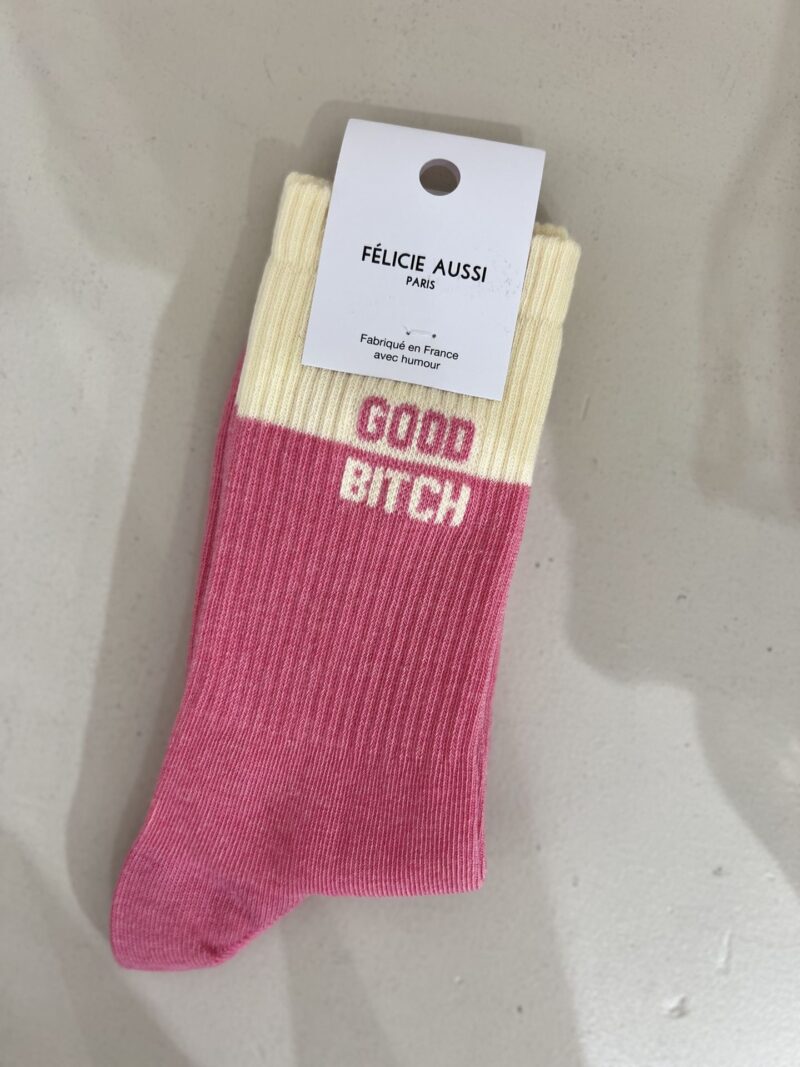 FÉLICIE AUSSI
PARIS
Fabriqué en France
avec humour
GOOD
BITCH